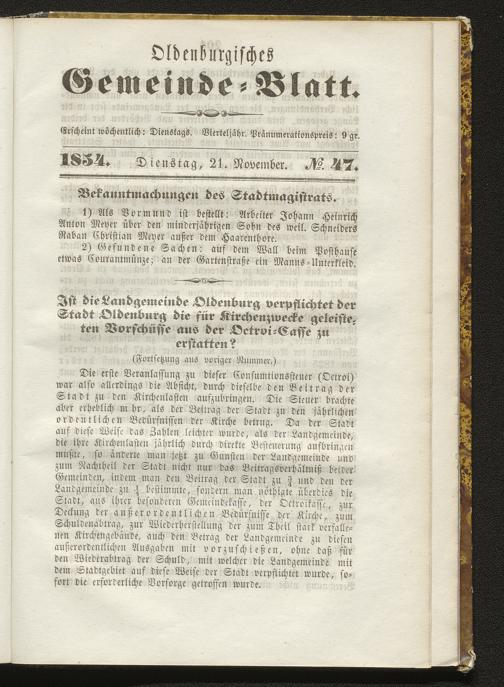 Oldenburgisches
Gemeinde-Blatt.
Erscheint wöchentlich: Dienstags. Vierteljähr. Pränumerationspreis: 9 gr.
1854. Dienstag, 21. November. № 47.
Bekanntmachungen des Stadtmagistrats.
1) Als Vormund ist bestellt: Arbeiter Johann Heinrich
Anton Meyer über den minderjährigen Sohn des weil. Schneiders
Raban Christian Meyer außer dem Haarenthore.
2) Gefundene Sachen: auf dem Wall beim Posthause
etwas Courantmünze; an der Gartenstraße ein Manns-Unterkleid.
Ist die Landgemeinde Oldenburg verpflichtet der
Stadt Oldenburg die für Kirchenzwecke geleiste-
ten Vorschüsse aus der Octroi-Casse zu
erstatten?
(Fortsetzung aus voriger Nummer.)
Die erste Veranlassung zu dieser Consumtionssteuer (Octroi)
war also allerdings die Absicht, durch dieselbe den Beitrag der
Stadt zu den Kirchenlasten aufzubringen. Die Steuer brachte
aber erheblich mehr, als der Beitrag der Stadt zu den jährlichen
ordentlichen Bedürfnissen der Kirche betrug. Da der Stadt
auf diese Weise das Zahlen leichter wurde, als der Landgemeinde,
die ihre Kirchenlasten jährlich durch direkte Besteuerung aufbringen
mußte, so änderte man jetzt zu Gunsten der Landgemeinde und
zum Nachtheil der Stadt nicht nur das Beitragsverhältniß beider
Gemeinden, indem man den Beitrag der Stadt zu und den der
Landgemeinde zu bestimmte, sondern man nöthigte überdies die
Stadt, aus ihrer besonderen Gemeindekasse, der Octroikasse, zur
Deckung der außerordentlichen Bedürfnisse der Kirche, zum
Schuldenabtrag, zur Wiederherstellung der zum Theil stark verfalle-
nen Kirchengebäude, auch den Betrag der Landgemeinde zu diesen
außerordentlichen Ausgaben mit vorzuschießen, ohne daß für
den Wiederabtrag der Schuld, mit welcher die Landgemeinde mit
dem Stadtgebiet auf diese Weise der Stadt verpflichtet wurde, so-
fort die erforderliche Vorsorge getroffen wurde.